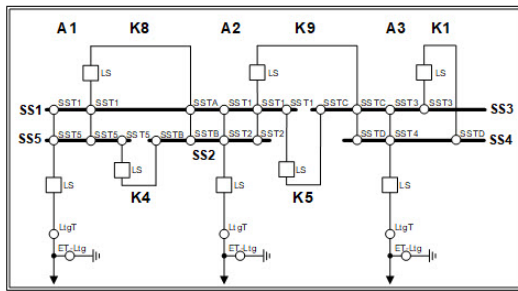 A1 K8 A2 K9 A3 K1
LS LS LS
SS1 SST1 SST1 SSTA SST1 SST1 SST1 SSTC SSTC SST3 SST3 SS3
SS5 SST5 SST5 SST5 SSTB SSTB SST2 SST2 SSTD SST4 SSTD SS4
SS2
LS LS
K4 K5
LS LS LS
LtgT LtgT LtgT
ET-Ltg ET-Ltg ET-Ltg